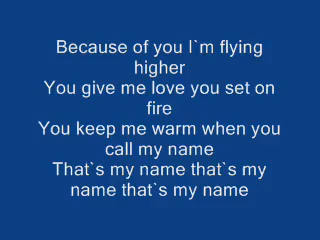 Because of you I`m flying
higher
You give me love you set on
fire
You keep me warm when you
call my name
That`s my name that`s my
name that`s my name